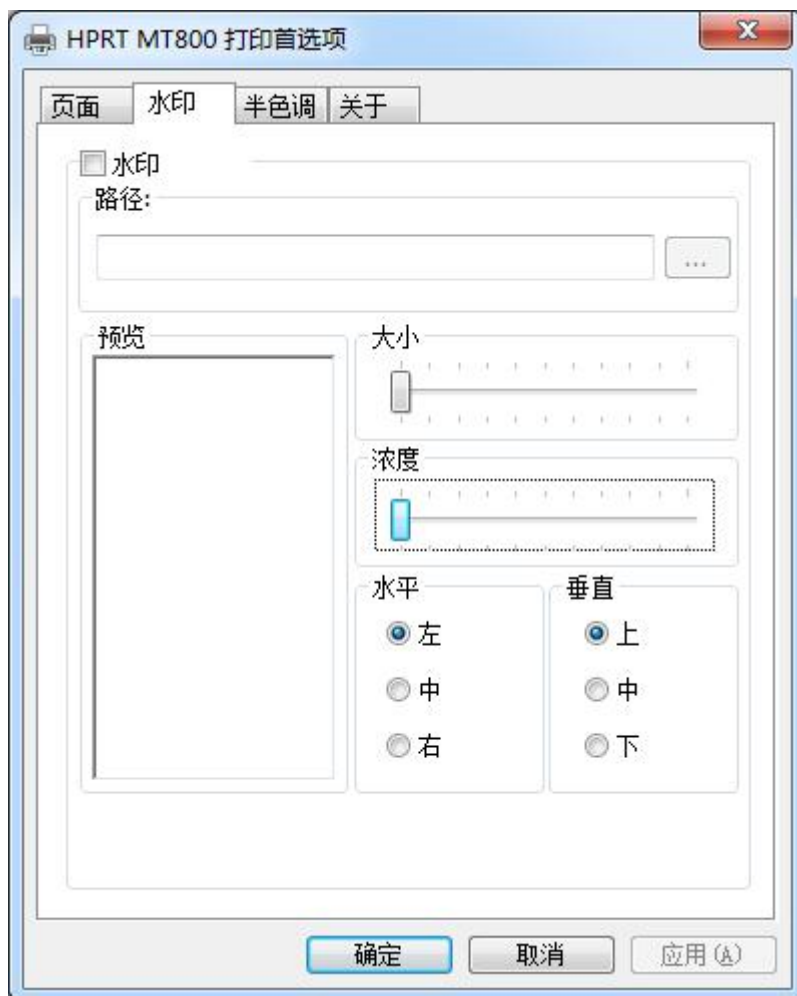 HPRT MT800 打印首选项
页面 水印 半色调 关于
水印
路径:
...
预览 大小
浓度
水平 垂直
左 上
中 中
右 下
确定 取消 应用(A)